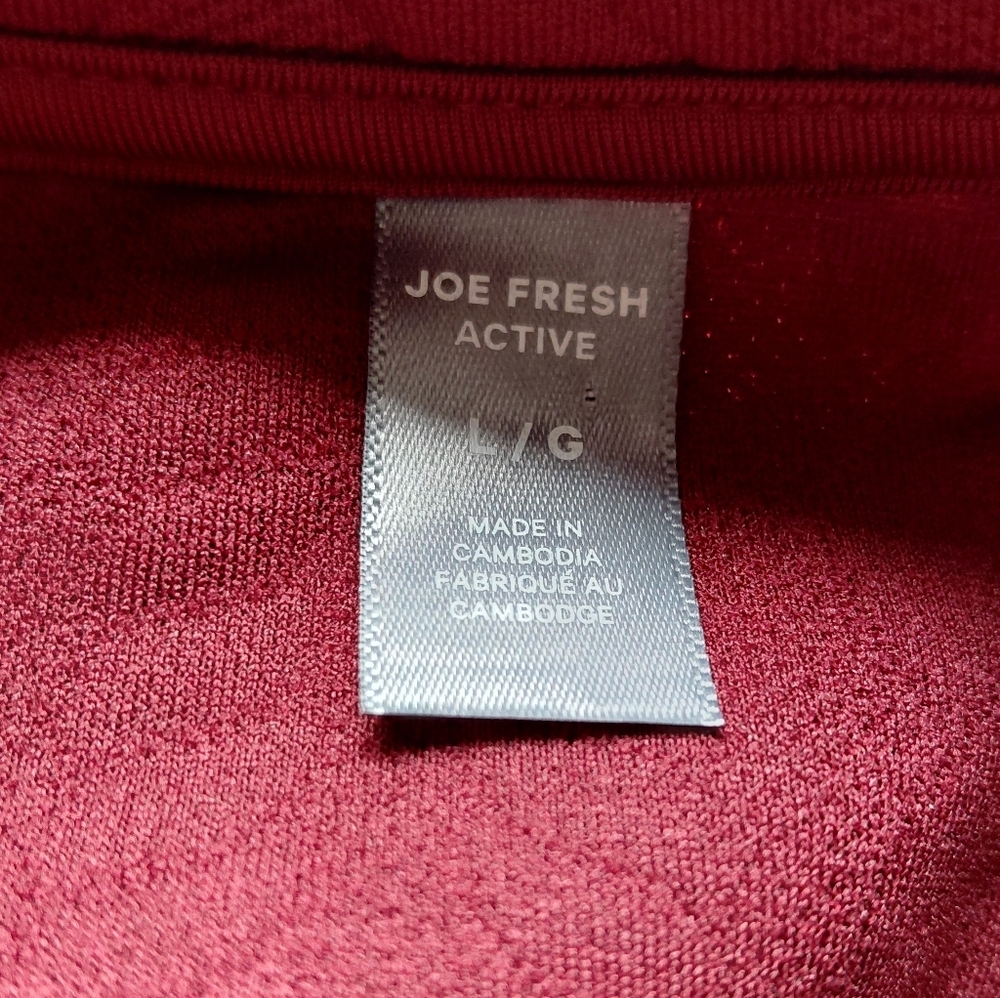 JOE FRESH
ACTIVE
L / G
MADE IN
CAMBODIA
FABRIQUÉ AU
CAMBODGE